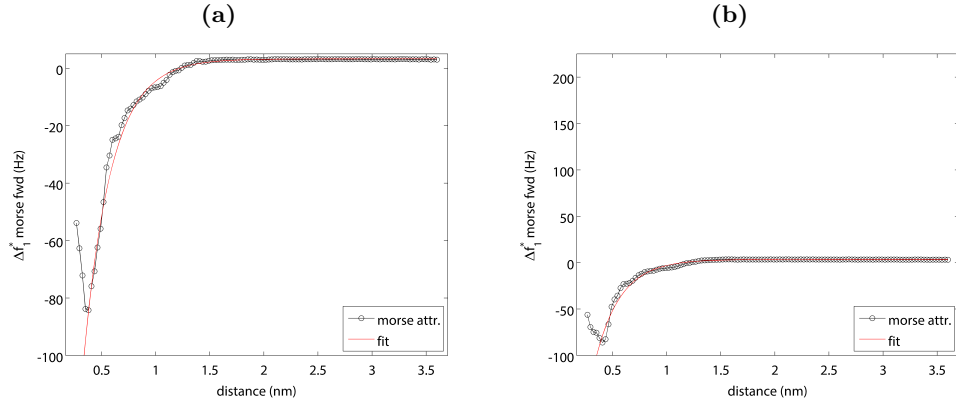 (a)
(b)
0
-20
-40
-60
-80
-100
Δf*1 morse fwd (Hz)
0.5
1
1.5
2
2.5
3
3.5
distance (nm)
morse attr.
fit
200
150
100
50
0
-50
-100
Δf*1 morse fwd (Hz)
0.5
1
1.5
2
2.5
3
3.5
distance (nm)
morse attr.
fit